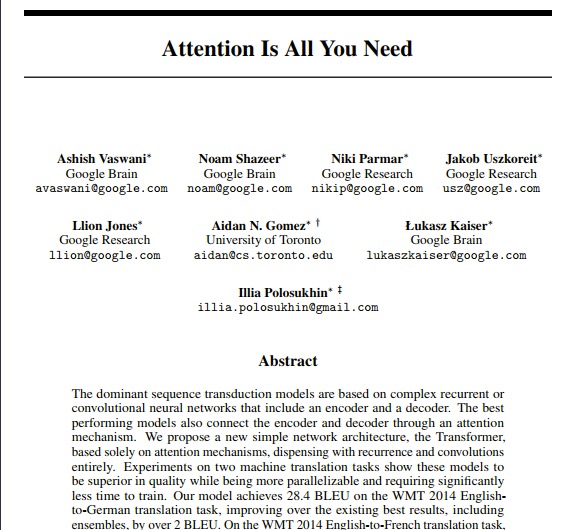 Attention Is All You Need
Ashish Vaswani* Noam Shazeer* Niki Parmar* Jakob Uszkoreit*
Google Brain Google Brain Google Research Google Research
avaswani@google.com noam@google.com nikip@google.com usz@google.com
Llion Jones* Aidan N. Gomez* † Łukasz Kaiser*
Google Research University of Toronto Google Brain
llion@google.com aidan@cs.toronto.edu lukaszkaiser@google.com
Illia Polosukhin* ‡
illia.polosukhin@gmail.com
Abstract
The dominant sequence transduction models are based on complex recurrent or
convolutional neural networks that include an encoder and a decoder. The best
performing models also connect the encoder and decoder through an attention
mechanism. We propose a new simple network architecture, the Transformer,
based solely on attention mechanisms, dispensing with recurrence and convolutions
entirely. Experiments on two machine translation tasks show these models to
be superior in quality while being more parallelizable and requiring significantly
less time to train. Our model achieves 28.4 BLEU on the WMT 2014 English-
to-German translation task, improving over the existing best results, including
ensembles, by over 2 BLEU. On the WMT 2014 English-to-French translation task,